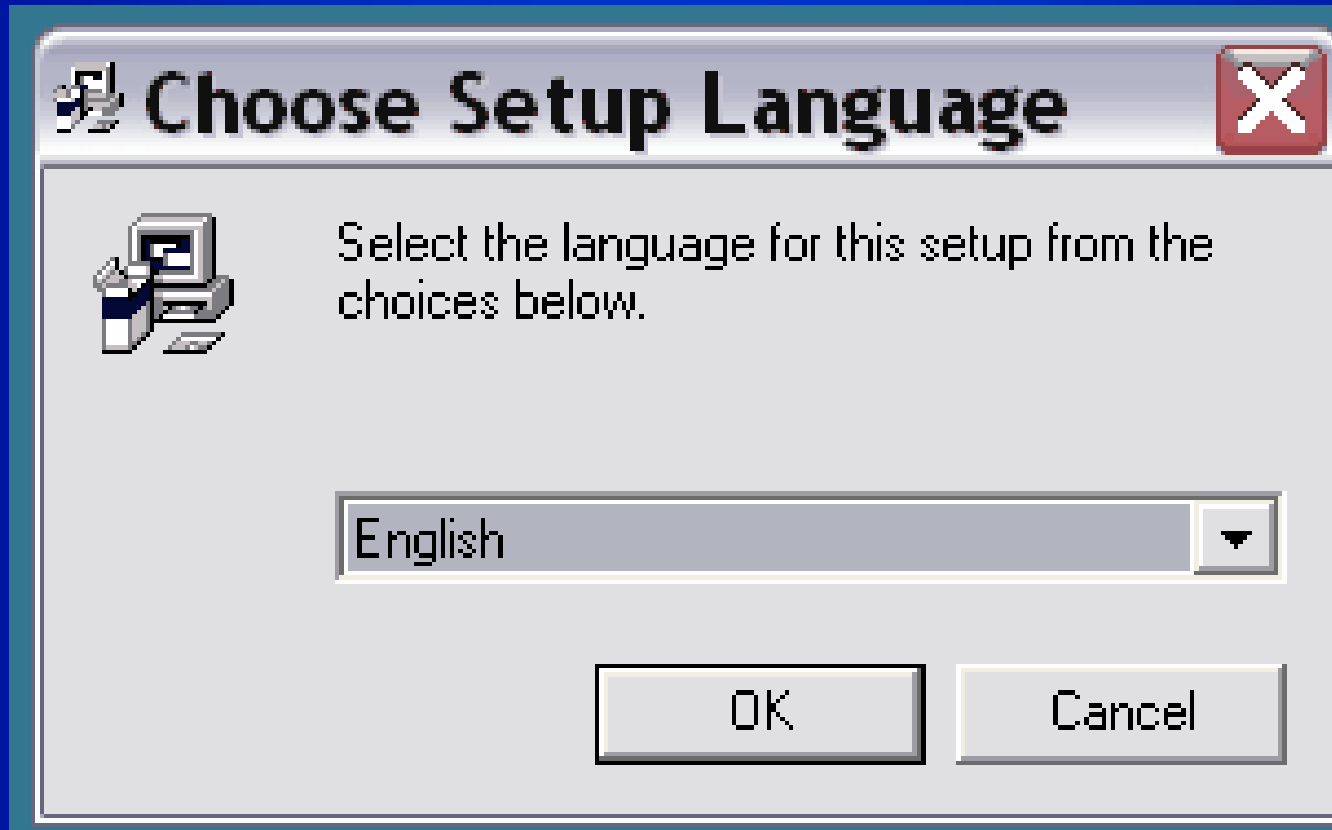 Choose Setup Language
Select the language for this setup from the
choices below.
English
OK
Cancel